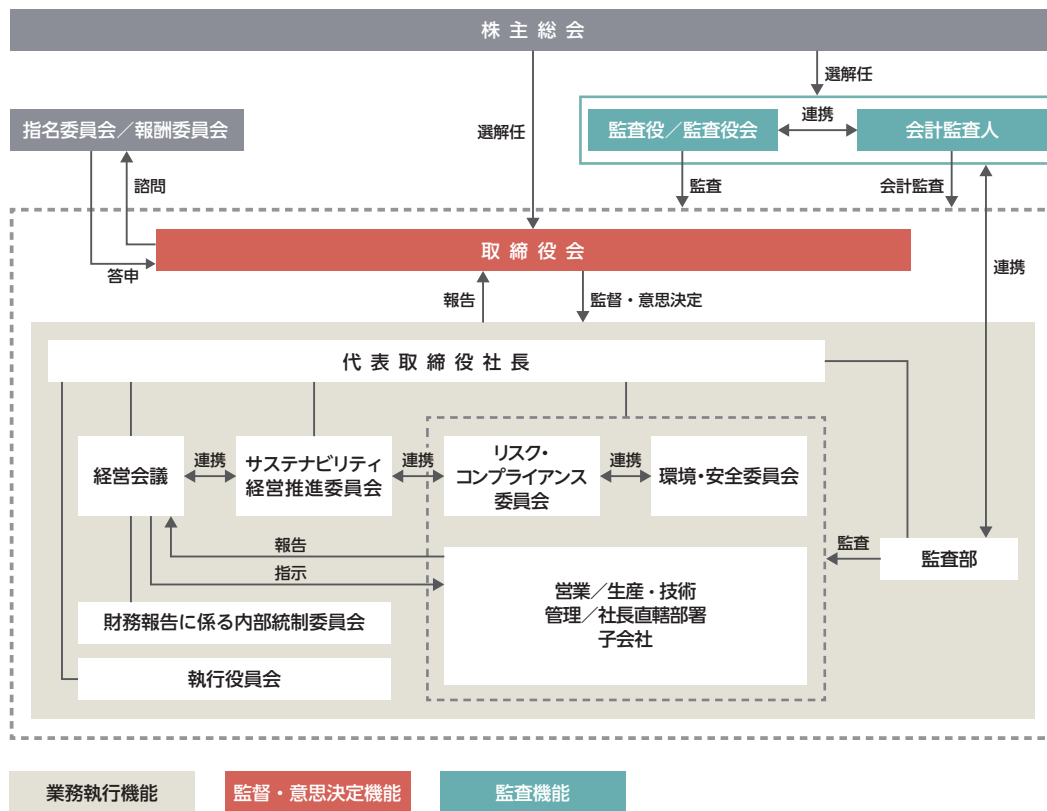 株主総会
選解任
選解任
指名委員会／報酬委員会
監査役／監査役会
連携
会計監査人
諮問
答申
監査
会計監査
連携
取締役会
報告
監督・意思決定
代表取締役社長
経営会議
連携
サステナビリティ
経営推進委員会
連携
リスク・
コンプライアンス
委員会
連携
環境・安全委員会
報告
指示
監査
監査部
営業／生産・技術
管理／社長直轄部署
子会社
財務報告に係る内部統制委員会
執行役員会
業務執行機能
監督・意思決定機能
監査機能